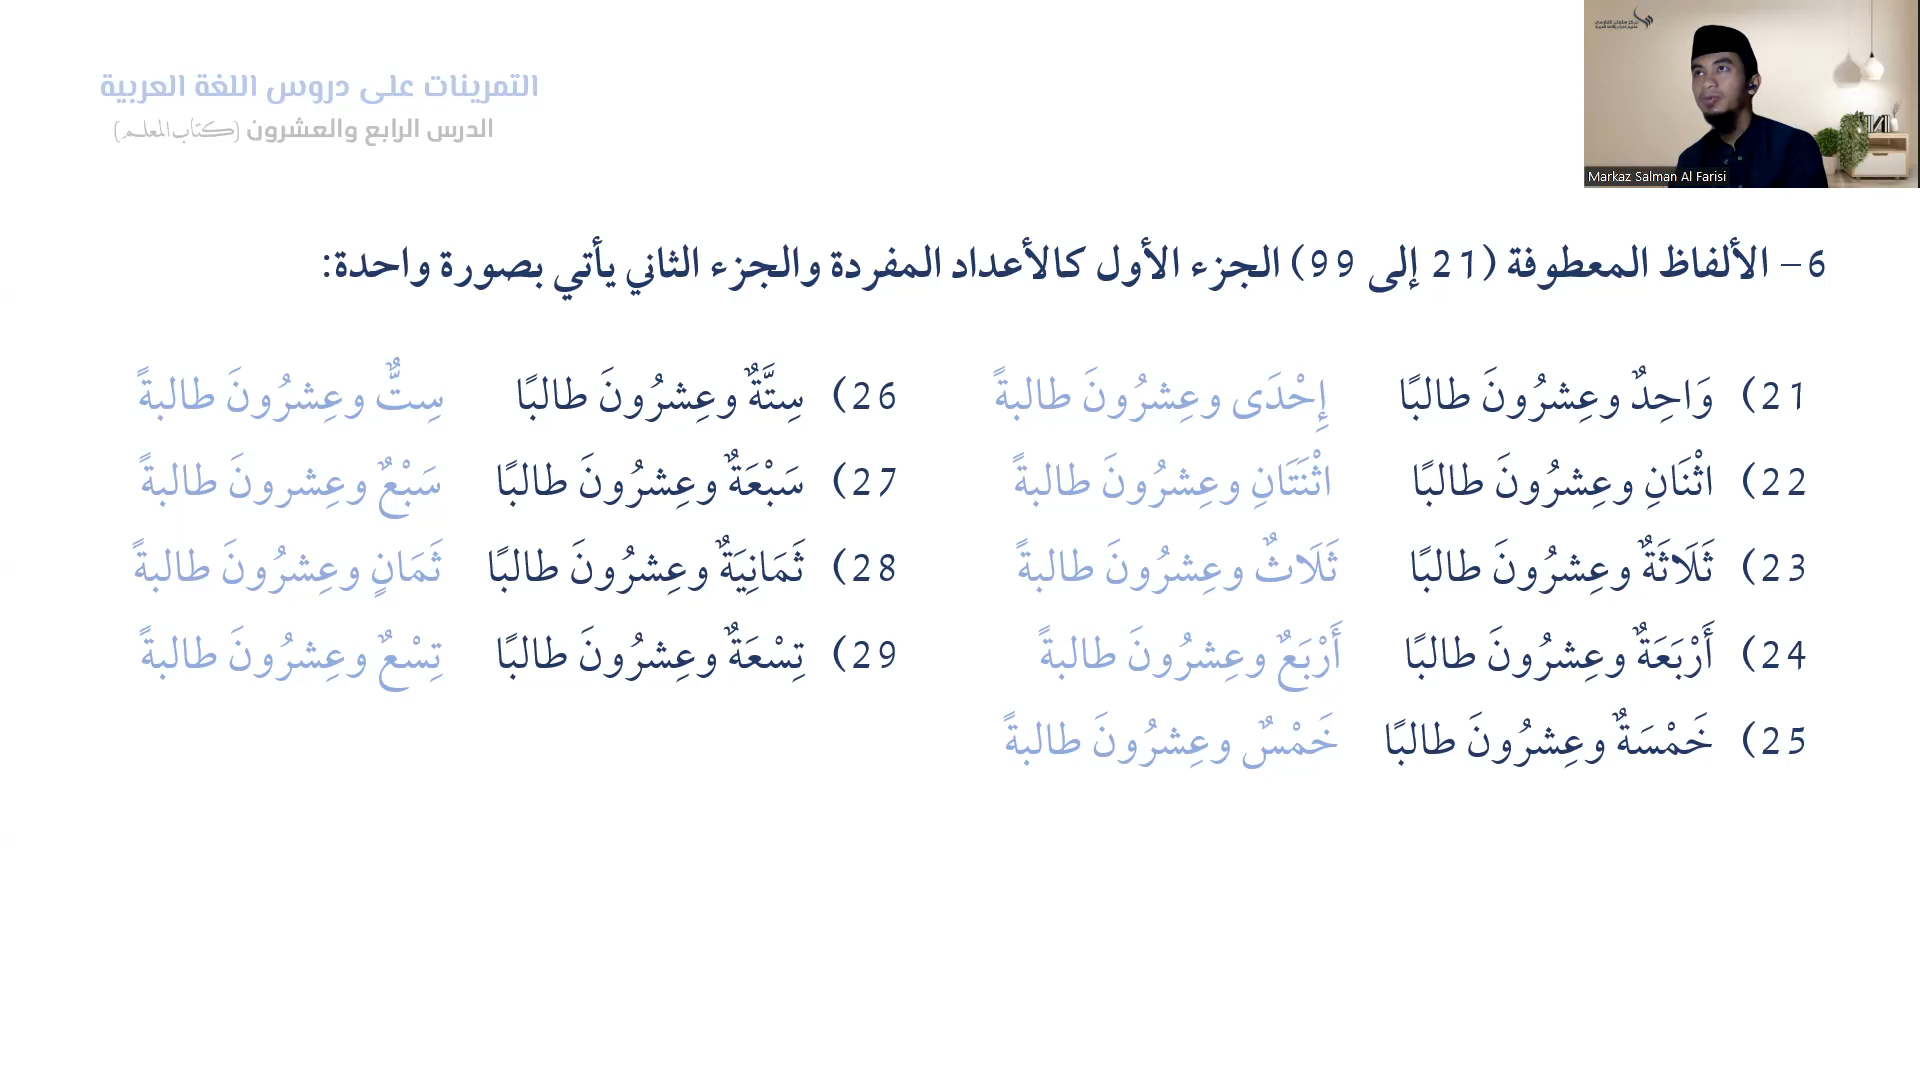 التمرينات على دروس اللغة العربية
الدرس الرابع والعشرون (كتاب المعلم)
Markaz Salman Al Farisi
6- الألفاظ المعطوفة (21 إلى 99) الجزء الأول كالأعداد المفردة والجزء الثاني يأتي بصورة واحدة:
21) وَاحِدٌ وعِشرُونَ طالبًا إِحْدَى وعِشرُونَ طالبةً
22) اثْنَانِ وعِشرُونَ طالبًا اثْنَتَانِ وعِشرُونَ طالبةً
23) ثَلَاثَةٌ وعِشرُونَ طالبًا ثَلَاثٌ وعِشرُونَ طالبةً
24) أَرْبَعَةٌ وعِشرُونَ طالبًا أَرْبَعٌ وعِشرُونَ طالبةً
25) خَمْسَةٌ وعِشرُونَ طالبًا خَمْسٌ وعِشرُونَ طالبةً
26) سِتَّةٌ وعِشرُونَ طالبًا سِتٌّ وعِشرُونَ طالبةً
27) سَبْعَةٌ وعِشرُونَ طالبًا سَبْعٌ وعِشرونَ طالبةً
28) ثَمَانِيَةٌ وعِشرُونَ طالبًا ثَمَانٍ وعِشرُونَ طالبةً
29) تِسْعَةٌ وعِشرُونَ طالبًا تِسْعٌ وعِشرُونَ طالبةً